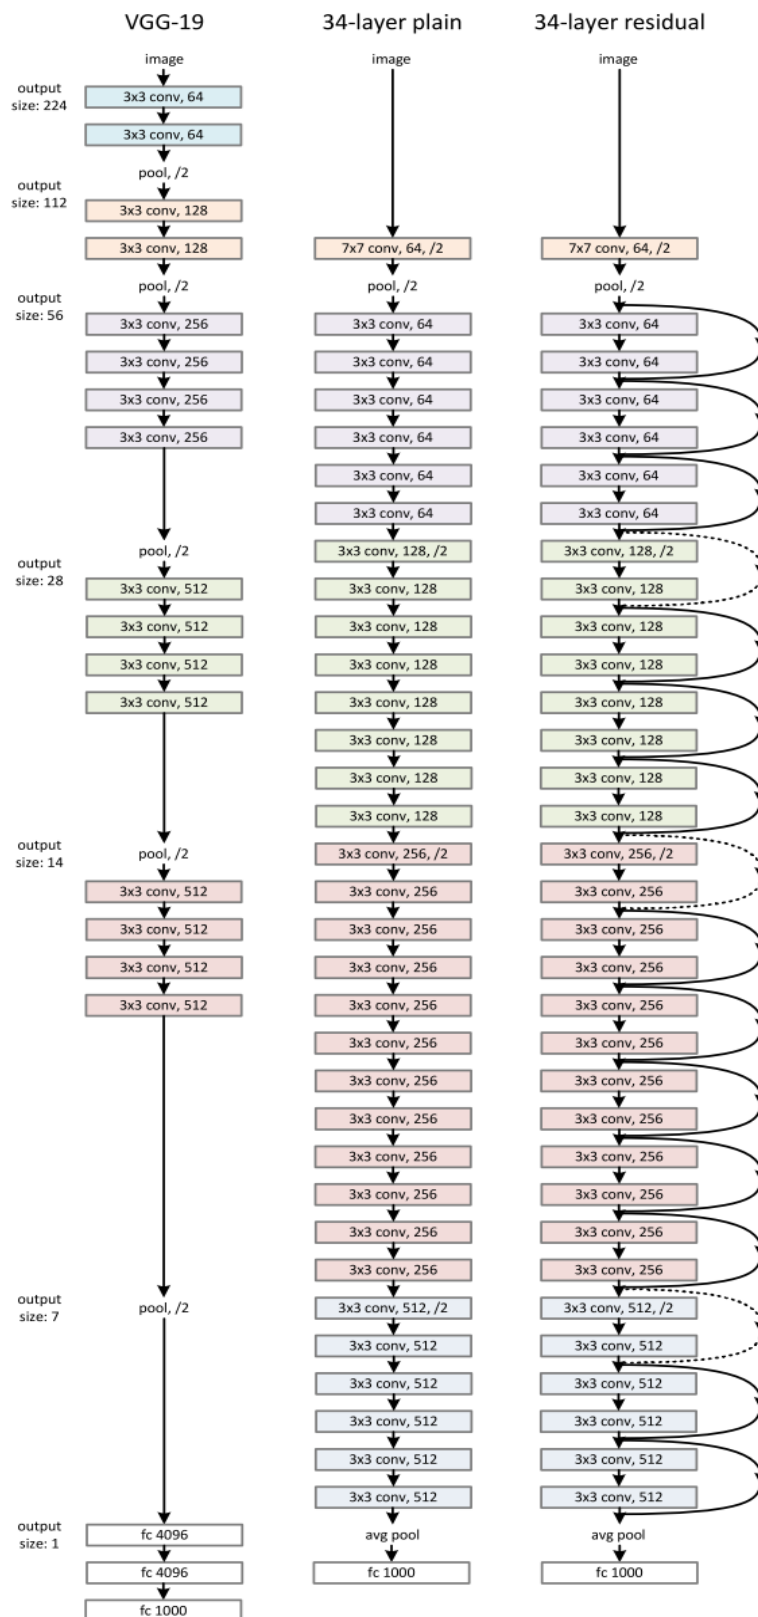 VGG-19
image
output
size: 224
3x3 conv, 64
3x3 conv, 64
pool, /2
output
size: 112
3x3 conv, 128
3x3 conv, 128
pool, /2
output
size: 56
3x3 conv, 256
3x3 conv, 256
3x3 conv, 256
3x3 conv, 256
pool, /2
output
size: 28
3x3 conv, 512
3x3 conv, 512
3x3 conv, 512
3x3 conv, 512
output
size: 14
pool, /2
3x3 conv, 512
3x3 conv, 512
3x3 conv, 512
3x3 conv, 512
output
size: 7
pool, /2
output
size: 1
fc 4096
fc 4096
fc 1000
34-layer plain
image
7x7 conv, 64, /2
pool, /2
3x3 conv, 64
3x3 conv, 64
3x3 conv, 64
3x3 conv, 64
3x3 conv, 64
3x3 conv, 64
3x3 conv, 128, /2
3x3 conv, 128
3x3 conv, 128
3x3 conv, 128
3x3 conv, 128
3x3 conv, 128
3x3 conv, 128
3x3 conv, 128
3x3 conv, 256, /2
3x3 conv, 256
3x3 conv, 256
3x3 conv, 256
3x3 conv, 256
3x3 conv, 256
3x3 conv, 256
3x3 conv, 256
3x3 conv, 256
3x3 conv, 256
3x3 conv, 256
3x3 conv, 256
3x3 conv, 512, /2
3x3 conv, 512
3x3 conv, 512
3x3 conv, 512
3x3 conv, 512
3x3 conv, 512
avg pool
fc 1000
34-layer residual
image
7x7 conv, 64, /2
pool, /2
3x3 conv, 64
3x3 conv, 64
3x3 conv, 64
3x3 conv, 64
3x3 conv, 64
3x3 conv, 64
3x3 conv, 128, /2
3x3 conv, 128
3x3 conv, 128
3x3 conv, 128
3x3 conv, 128
3x3 conv, 128
3x3 conv, 128
3x3 conv, 128
3x3 conv, 256, /2
3x3 conv, 256
3x3 conv, 256
3x3 conv, 256
3x3 conv, 256
3x3 conv, 256
3x3 conv, 256
3x3 conv, 256
3x3 conv, 256
3x3 conv, 256
3x3 conv, 256
3x3 conv, 256
3x3 conv, 512, /2
3x3 conv, 512
3x3 conv, 512
3x3 conv, 512
3x3 conv, 512
3x3 conv, 512
avg pool
fc 1000